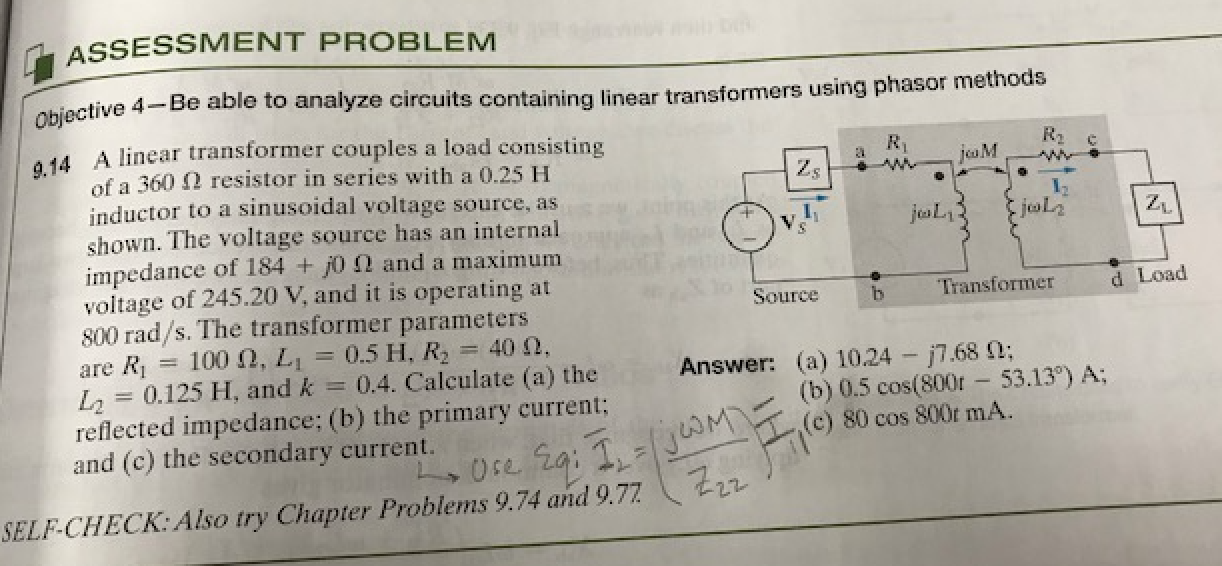 ASSESSMENT PROBLEM
Objective 4—Be able to analyze circuits containing linear transformers using phasor methods
9.14 A linear transformer couples a load consisting
of a 360 Ω resistor in series with a 0.25 H
inductor to a sinusoidal voltage source, as
shown. The voltage source has an internal
impedance of 184 + j0 Ω and a maximum
voltage of 245.20 V, and it is operating at
800 rad/s. The transformer parameters
are R₁ = 100 Ω, L₁ = 0.5 H, R₂ = 40 Ω,
L₂ = 0.125 H, and k = 0.4. Calculate (a) the
reflected impedance; (b) the primary current;
and (c) the secondary current.
Z_S
a
R₁
jωM
R₂
c
+
−
V_S
I₁
jωL₁
jωL₂
I₂
Z_L
Source
b
Transformer
d
Load
Answer: (a) 10.24 − j7.68 Ω;
(b) 0.5 cos(800t − 53.13°) A;
(c) 80 cos 800t mA.
↳ Use Eq: I₂ = (jωM / Z₂₂) I₁
SELF-CHECK: Also try Chapter Problems 9.74 and 9.77.